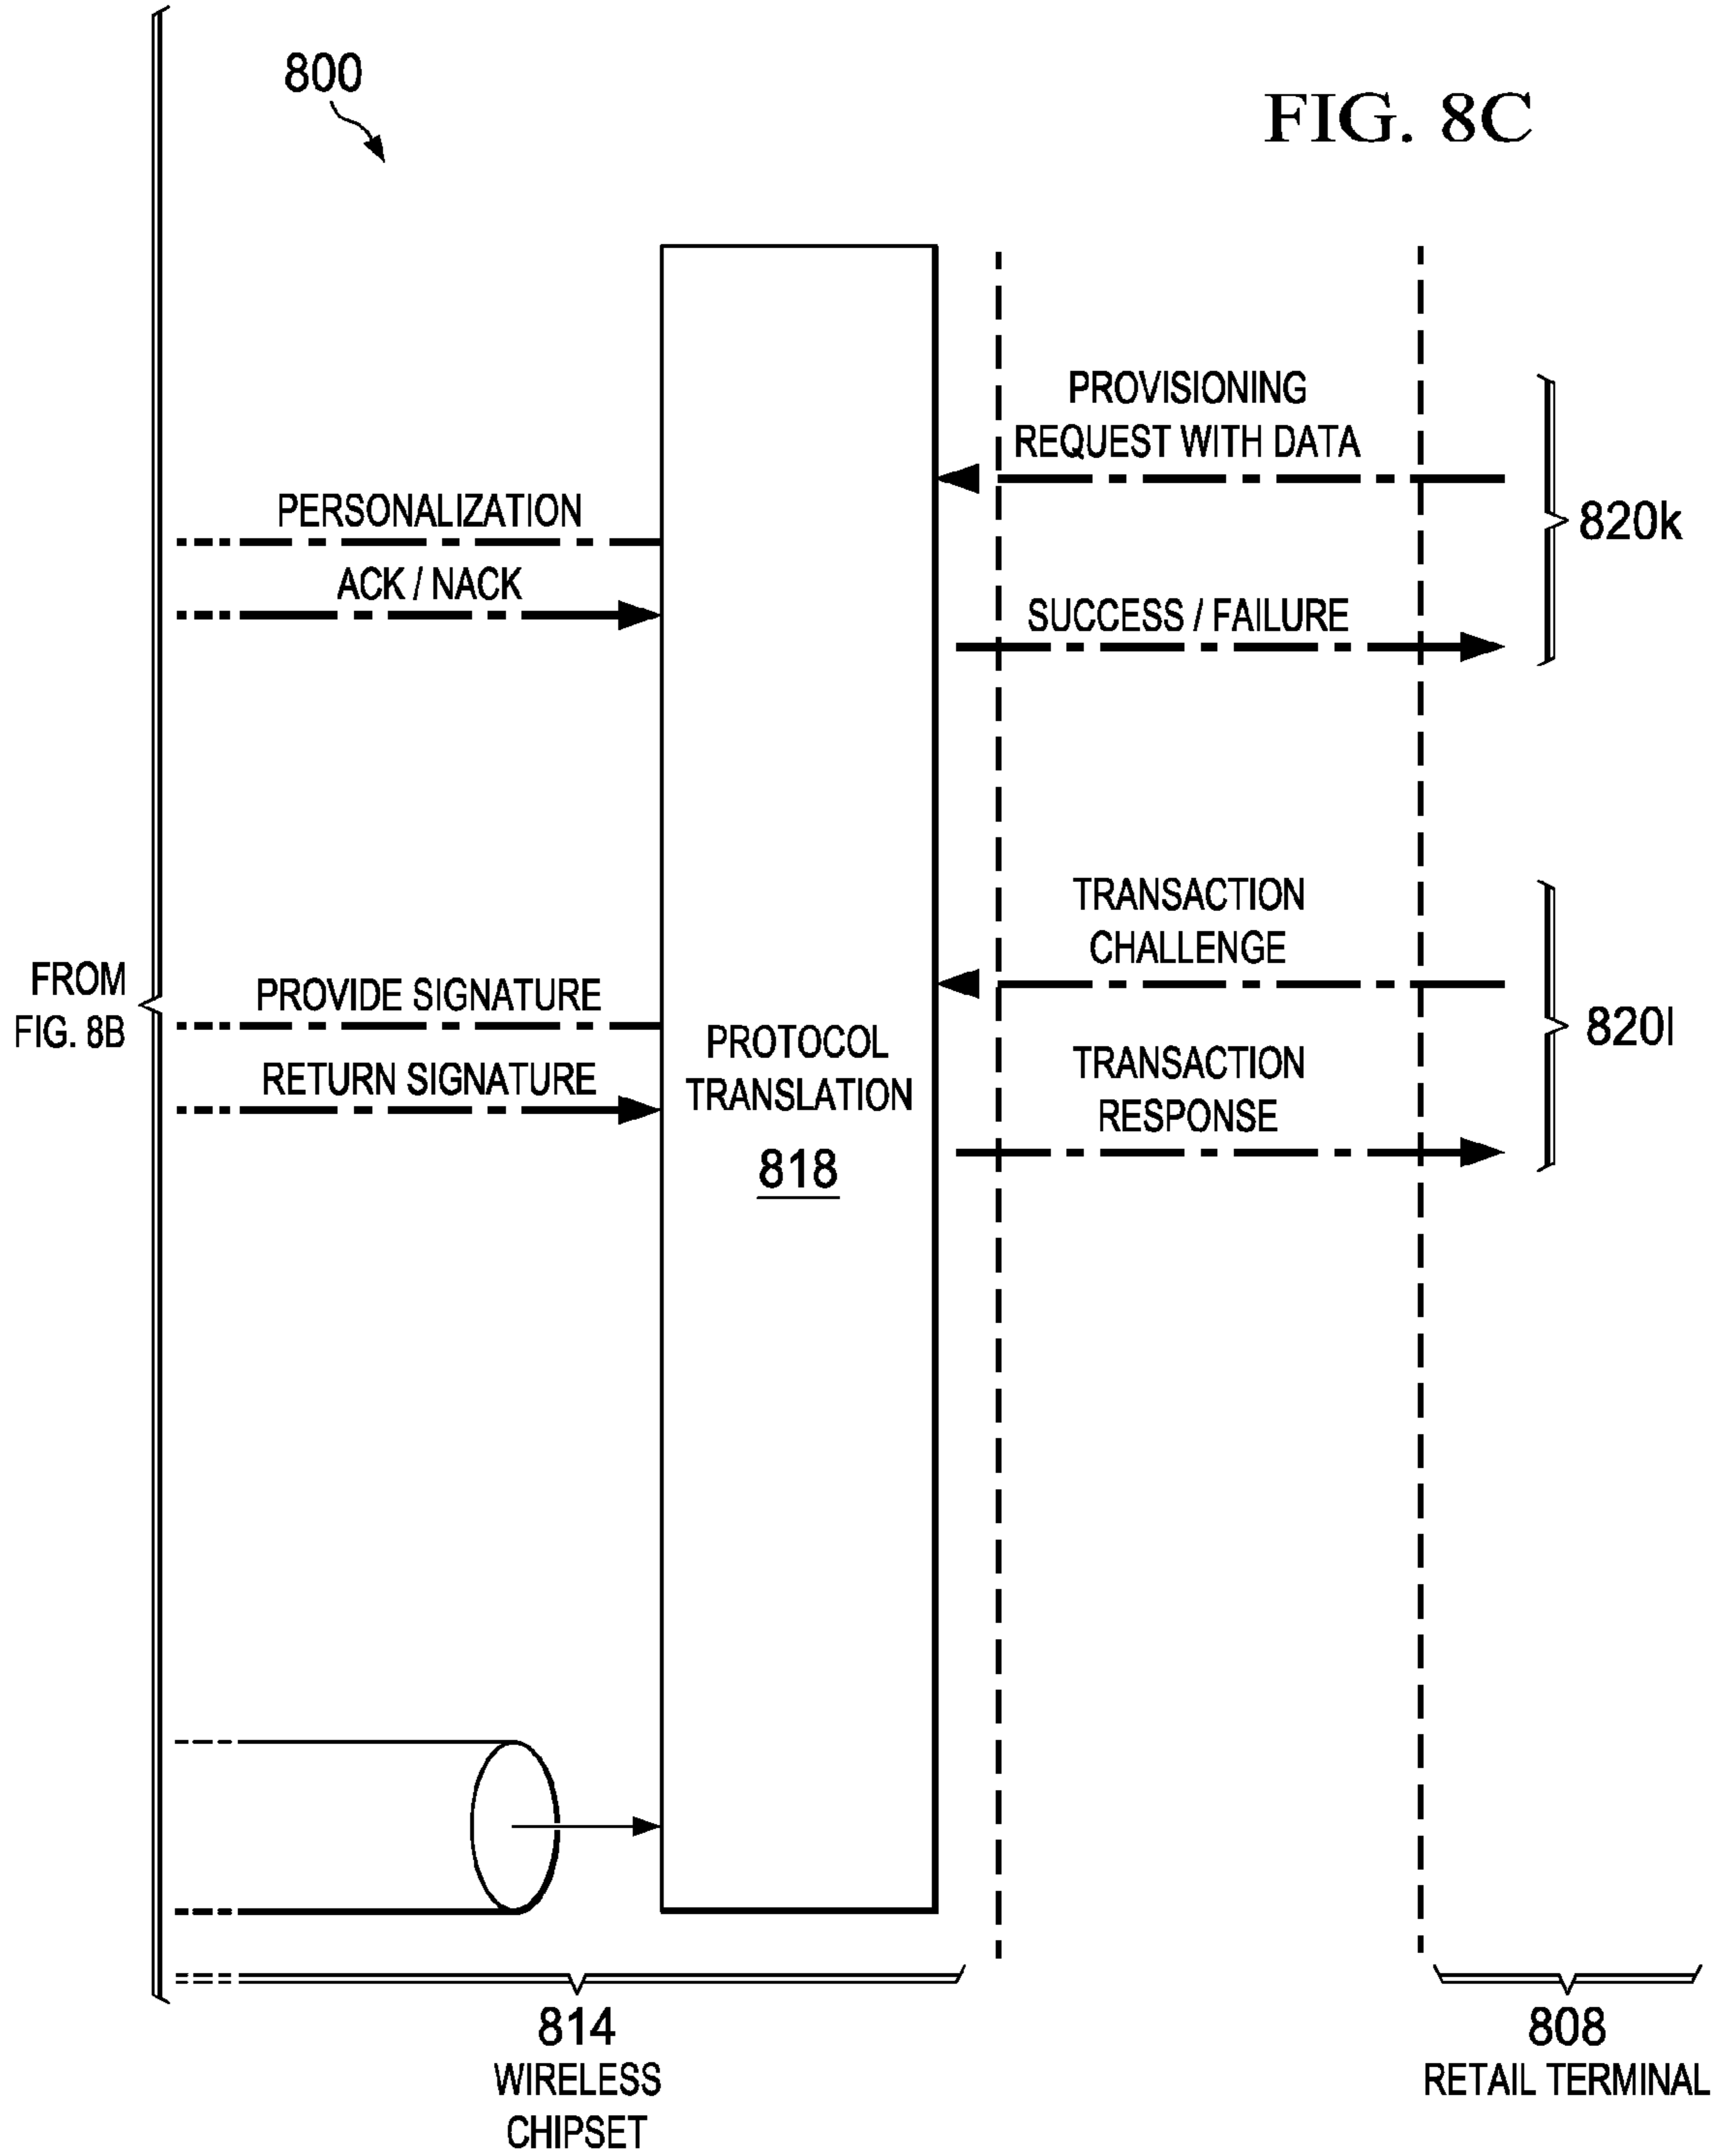 800
FIG. 8C
PROVISIONING
REQUEST WITH DATA
820k
PERSONALIZATION
ACK / NACK
SUCCESS / FAILURE
TRANSACTION
CHALLENGE
820l
FROM
FIG. 8B
PROVIDE SIGNATURE
RETURN SIGNATURE
PROTOCOL
TRANSLATION
818
TRANSACTION
RESPONSE
814
WIRELESS
CHIPSET
808
RETAIL TERMINAL